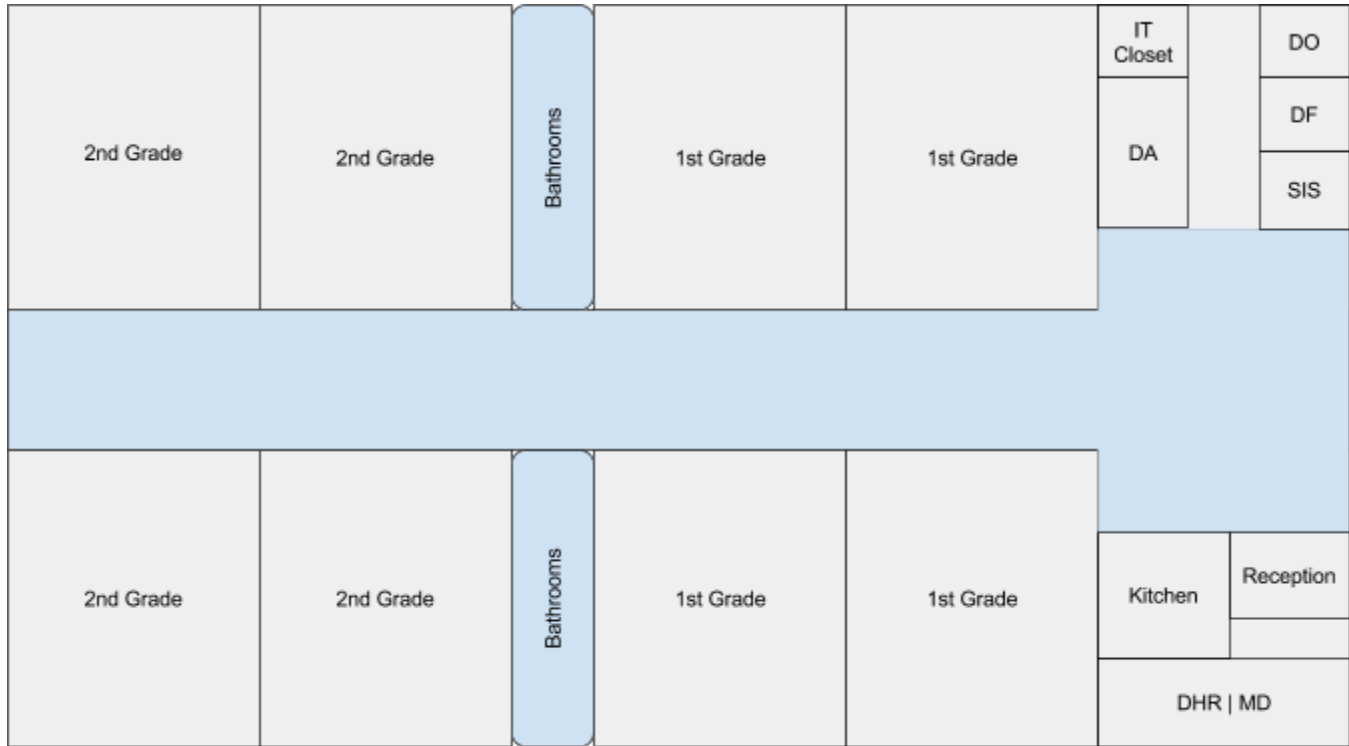 2nd Grade
2nd Grade
Bathrooms
1st Grade
1st Grade
IT
Closet
DA
DO
DF
SIS
2nd Grade
2nd Grade
Bathrooms
1st Grade
1st Grade
Kitchen
Reception
DHR | MD